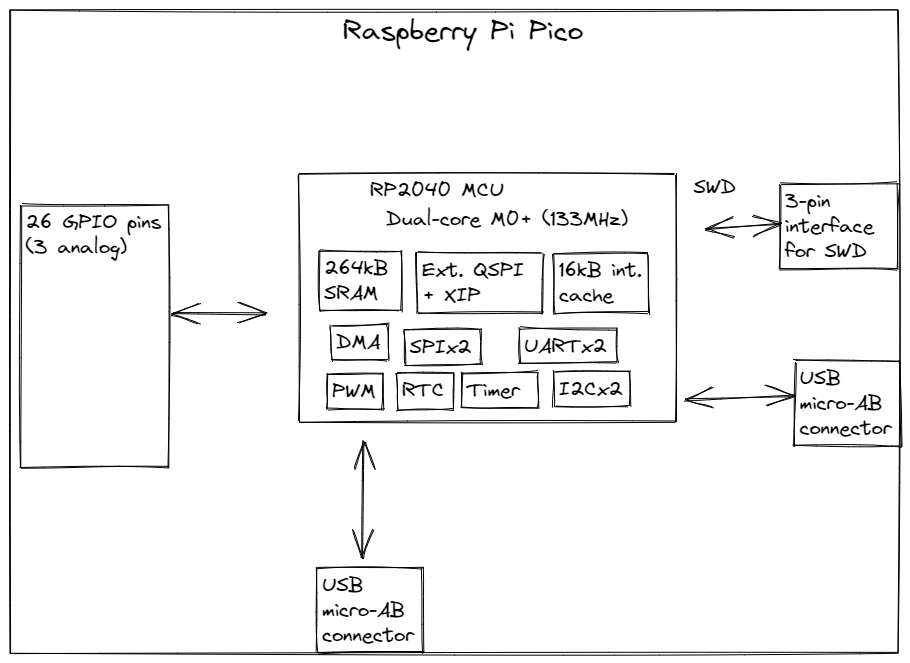 Raspberry Pi Pico
26 GPIO pins
(3 analog)
RP2040 MCU
Dual-core M0+ (133MHz)
264kB
SRAM
Ext. QSPI
+ XIP
16kB int.
cache
DMA
SPIx2
UARTx2
PWM
RTC
Timer
I2Cx2
SWD
3-pin
interface
for SWD
USB
micro-AB
connector
USB
micro-AB
connector